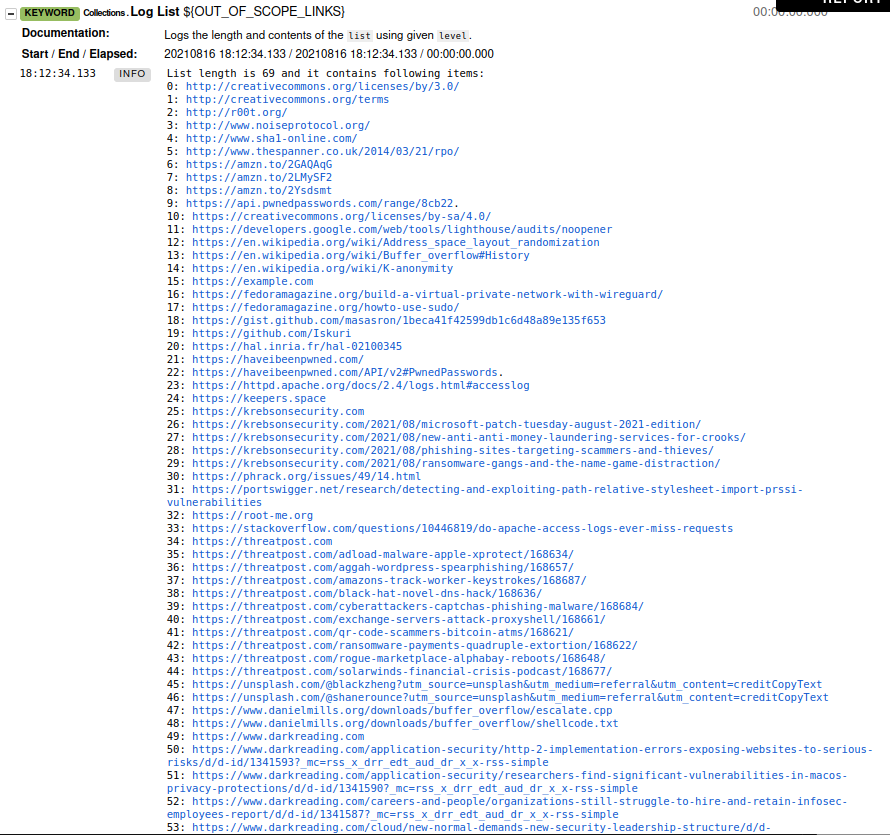 KEYWORD Collections . Log List ${OUT_OF_SCOPE_LINKS} 00:00:00.000
Documentation: Logs the length and contents of the list using given level.
Start / End / Elapsed: 20210816 18:12:34.133 / 20210816 18:12:34.133 / 00:00:00.000
18:12:34.133 INFO List length is 69 and it contains following items:
0: http://creativecommons.org/licenses/by/3.0/
1: http://creativecommons.org/terms
2: http://r00t.org/
3: http://www.noiseprotocol.org/
4: http://www.sha1-online.com/
5: http://www.thespanner.co.uk/2014/03/21/rpo/
6: https://amzn.to/2GAQAqG
7: https://amzn.to/2LMySF2
8: https://amzn.to/2Ysdsmt
9: https://api.pwnedpasswords.com/range/8cb22.
10: https://creativecommons.org/licenses/by-sa/4.0/
11: https://developers.google.com/web/tools/lighthouse/audits/noopener
12: https://en.wikipedia.org/wiki/Address_space_layout_randomization
13: https://en.wikipedia.org/wiki/Buffer_overflow#History
14: https://en.wikipedia.org/wiki/K-anonymity
15: https://example.com
16: https://fedoramagazine.org/build-a-virtual-private-network-with-wireguard/
17: https://fedoramagazine.org/howto-use-sudo/
18: https://gist.github.com/masasron/1beca41f42599db1c6d48a89e135f653
19: https://github.com/Iskuri
20: https://hal.inria.fr/hal-02100345
21: https://haveibeenpwned.com/
22: https://haveibeenpwned.com/API/v2#PwnedPasswords.
23: https://httpd.apache.org/docs/2.4/logs.html#accesslog
24: https://keepers.space
25: https://krebsonsecurity.com
26: https://krebsonsecurity.com/2021/08/microsoft-patch-tuesday-august-2021-edition/
27: https://krebsonsecurity.com/2021/08/new-anti-anti-money-laundering-services-for-crooks/
28: https://krebsonsecurity.com/2021/08/phishing-sites-targeting-scammers-and-thieves/
29: https://krebsonsecurity.com/2021/08/ransomware-gangs-and-the-name-game-distraction/
30: https://phrack.org/issues/49/14.html
31: https://portswigger.net/research/detecting-and-exploiting-path-relative-stylesheet-import-prssi-
vulnerabilities
32: https://root-me.org
33: https://stackoverflow.com/questions/10446819/do-apache-access-logs-ever-miss-requests
34: https://threatpost.com
35: https://threatpost.com/adload-malware-apple-xprotect/168634/
36: https://threatpost.com/aggah-wordpress-spearphishing/168657/
37: https://threatpost.com/amazons-track-worker-keystrokes/168687/
38: https://threatpost.com/black-hat-novel-dns-hack/168636/
39: https://threatpost.com/cyberattackers-captchas-phishing-malware/168684/
40: https://threatpost.com/exchange-servers-attack-proxyshell/168661/
41: https://threatpost.com/qr-code-scammers-bitcoin-atms/168621/
42: https://threatpost.com/ransomware-payments-quadruple-extortion/168622/
43: https://threatpost.com/rogue-marketplace-alphabay-reboots/168648/
44: https://threatpost.com/solarwinds-financial-crisis-podcast/168677/
45: https://unsplash.com/@blackzheng?utm_source=unsplash&utm_medium=referral&utm_content=creditCopyText
46: https://unsplash.com/@shanerounce?utm_source=unsplash&utm_medium=referral&utm_content=creditCopyText
47: https://www.danielmills.org/downloads/buffer_overflow/escalate.cpp
48: https://www.danielmills.org/downloads/buffer_overflow/shellcode.txt
49: https://www.darkreading.com
50: https://www.darkreading.com/application-security/http-2-implementation-errors-exposing-websites-to-serious-
risks/d/d-id/1341593?_mc=rss_x_drr_edt_aud_dr_x_x-rss-simple
51: https://www.darkreading.com/application-security/researchers-find-significant-vulnerabilities-in-macos-
privacy-protections/d/d-id/1341590?_mc=rss_x_drr_edt_aud_dr_x_x-rss-simple
52: https://www.darkreading.com/careers-and-people/organizations-still-struggle-to-hire-and-retain-infosec-
employees-report/d/d-id/1341587?_mc=rss_x_drr_edt_aud_dr_x_x-rss-simple
53: https://www.darkreading.com/cloud/new-normal-demands-new-security-leadership-structure/d/d-